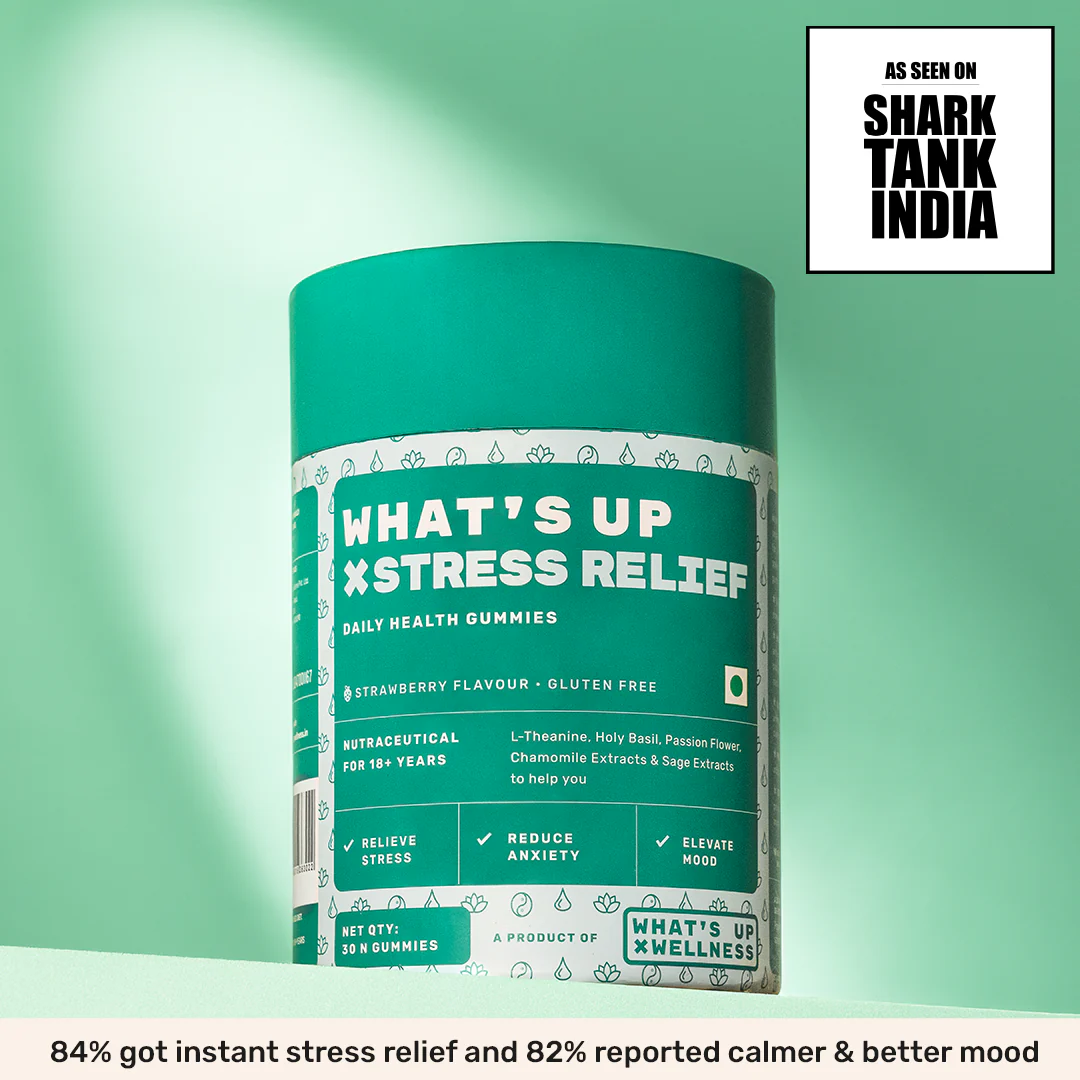 AS SEEN ON
SHARK
TANK
INDIA
WHAT'S UP
×STRESS RELIEF
DAILY HEALTH GUMMIES
STRAWBERRY FLAVOUR • GLUTEN FREE
NUTRACEUTICAL
FOR 18+ YEARS
L-Theanine, Holy Basil, Passion Flower,
Chamomile Extracts & Sage Extracts
to help you
✓ RELIEVE
STRESS
✓ REDUCE
ANXIETY
✓ ELEVATE
MOOD
NET QTY:
30 N GUMMIES
A PRODUCT OF
WHAT'S UP
×WELLNESS
84% got instant stress relief and 82% reported calmer & better mood